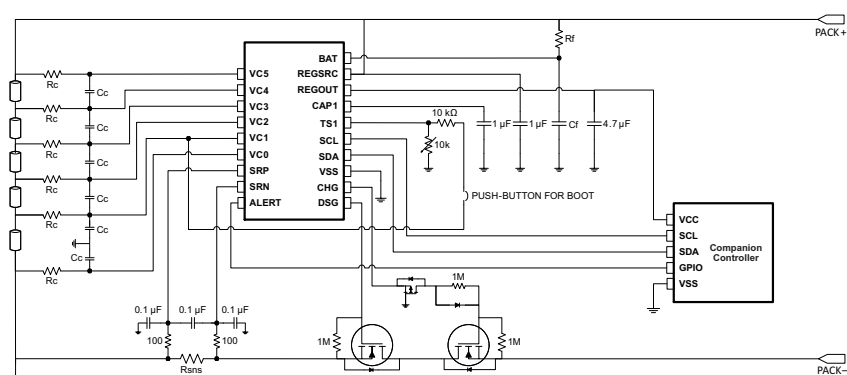 PACK+
Rf
BAT
REGSRC
REGOUT
CAP1
TS1
SCL
SDA
VSS
CHG
DSG
VC5
VC4
VC3
VC2
VC1
VC0
SRP
SRN
ALERT
Rc
Rc
Rc
Rc
Rc
Rc
Cc
Cc
Cc
Cc
Cc
Cc
10 kΩ
10k
1 µF
1 µF
Cf
4.7 µF
PUSH-BUTTON FOR BOOT
VCC
SCL
SDA
GPIO
VSS
Companion
Controller
0.1 µF
0.1 µF
0.1 µF
100
100
Rsns
1M
1M
1M
PACK–